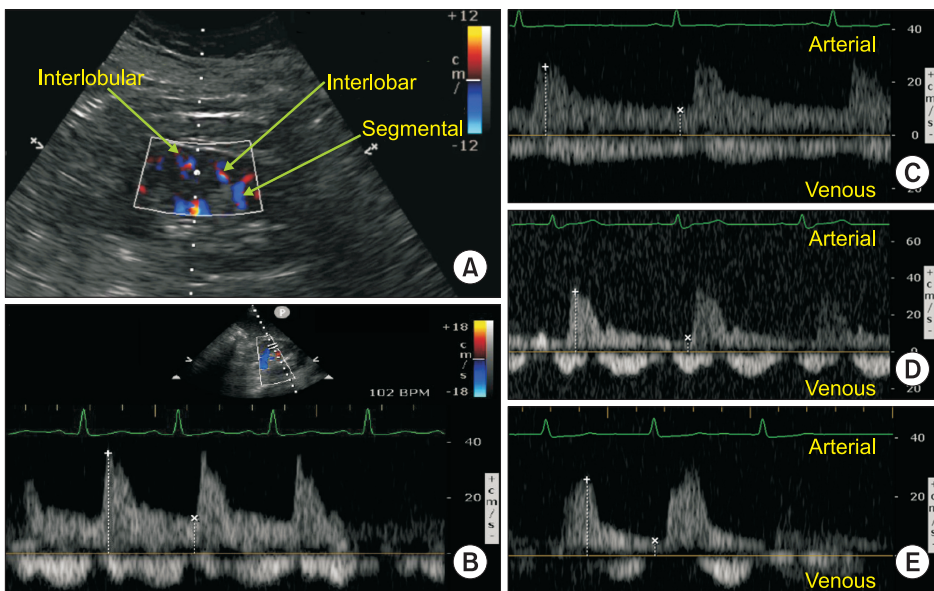 +12
c
m
/
s
-12
Interlobular
Interlobar
Segmental
A
P
+18
c
m
/
s
-18
102 BPM
40
20
+
c
m
/
s
-
B
Arterial
40
20
0
+
c
m
/
s
-
20
Venous
C
Arterial
60
40
20
0
+
c
m
/
s
-
Venous
D
Arterial
40
20
+
c
m
/
s
-
Venous
E